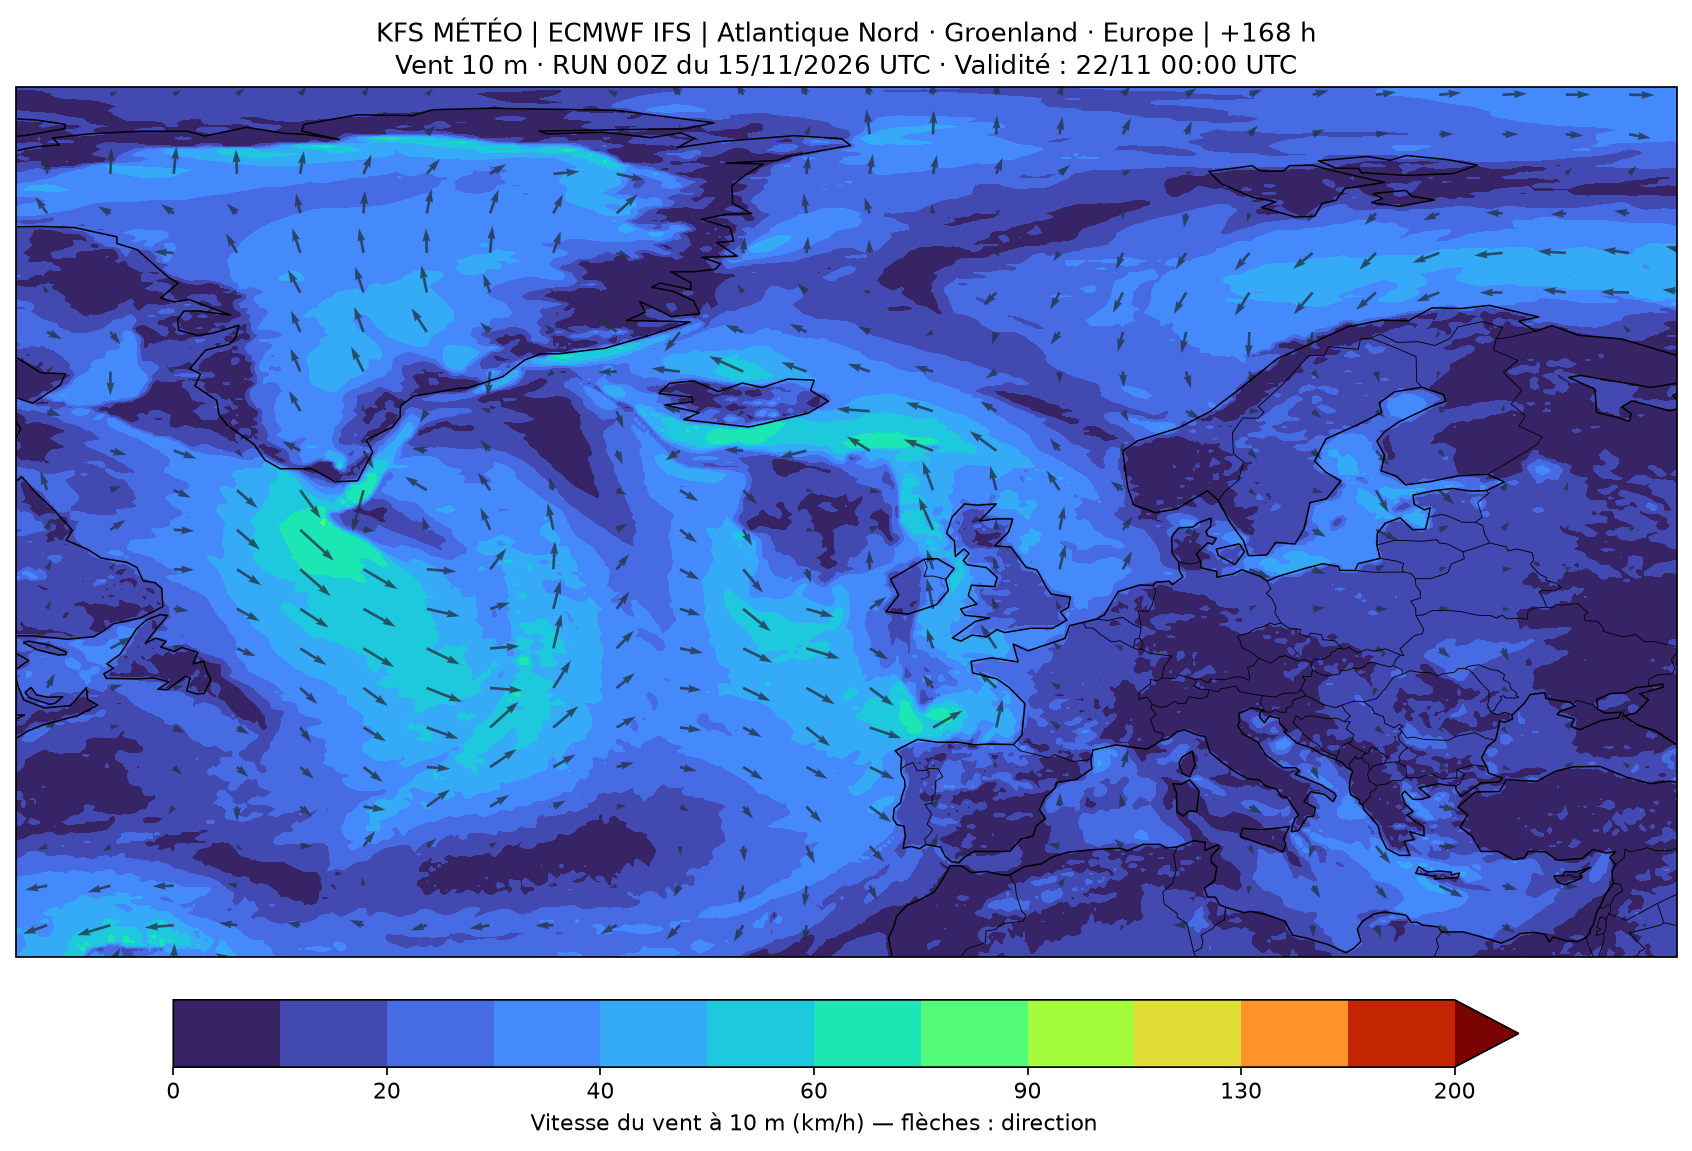 KFS MÉTÉO | ECMWF IFS | Atlantique Nord · Groenland · Europe | +168 h
Vent 10 m · RUN 00Z du 15/11/2026 UTC · Validité : 22/11 00:00 UTC
0 20 40 60 90 130 200
Vitesse du vent à 10 m (km/h) — flèches : direction